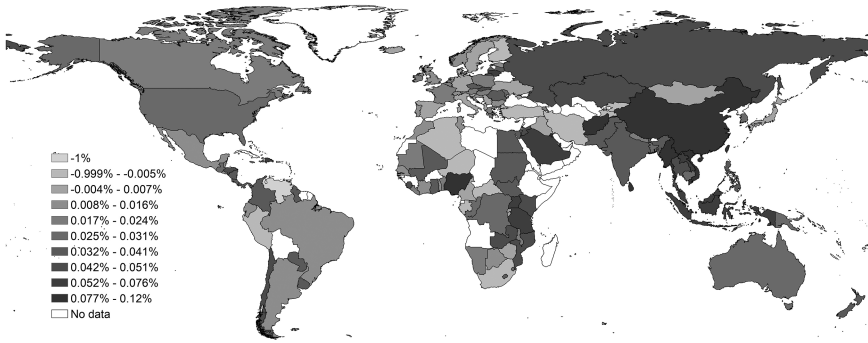 -1%
-0.999% - -0.005%
-0.004% - 0.007%
0.008% - 0.016%
0.017% - 0.024%
0.025% - 0.031%
0.032% - 0.041%
0.042% - 0.051%
0.052% - 0.076%
0.077% - 0.12%
No data